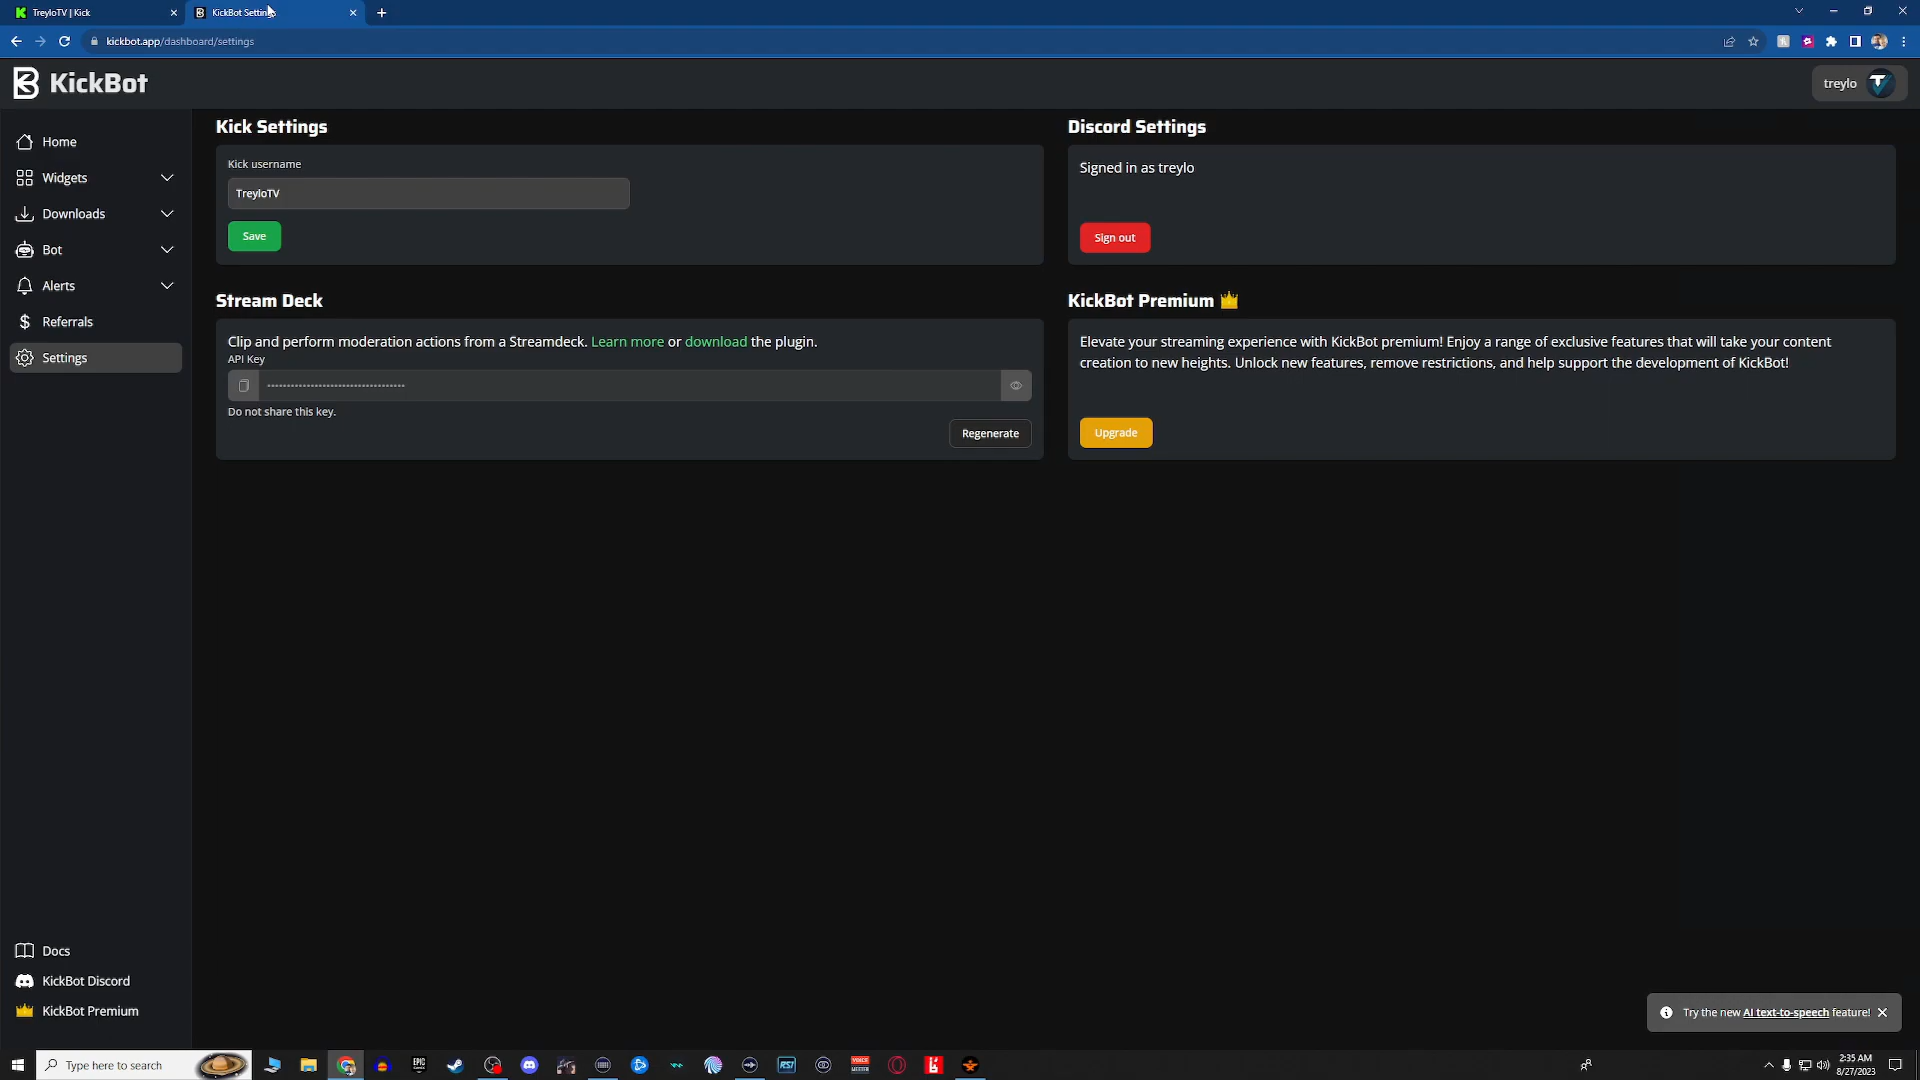 TreyloTV | Kick
KickBot Settings
kickbot.app/dashboard/settings
KickBot
treylo
Home
Widgets
Downloads
Bot
Alerts
Referrals
Settings
Kick Settings
Kick username
TreyloTV
Save
Discord Settings
Signed in as treylo
Sign out
Stream Deck
Clip and perform moderation actions from a Streamdeck. Learn more or download the plugin.
API Key
Do not share this key.
Regenerate
KickBot Premium
Elevate your streaming experience with KickBot premium! Enjoy a range of exclusive features that will take your content
creation to new heights. Unlock new features, remove restrictions, and help support the development of KickBot!
Upgrade
Docs
KickBot Discord
KickBot Premium
Try the new AI text-to-speech feature!
Type here to search
EPIC
RSI
VOICE
MEETER
2:35 AM
8/27/2023